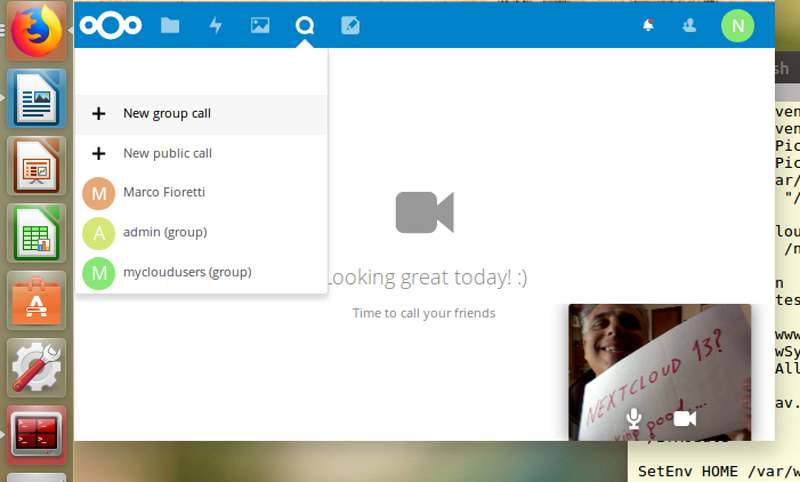 N
New group call
New public call
M
Marco Fioretti
A
admin (group)
M
mycloudusers (group)
Looking great today! :)
Time to call your friends
NEXTCLOUD 13?
good...
sh
ven
ven
Pic
Pic
ar/
"/
lou
/n
n
tes
www
wSy
All
av.
SetEnv HOME /var/w